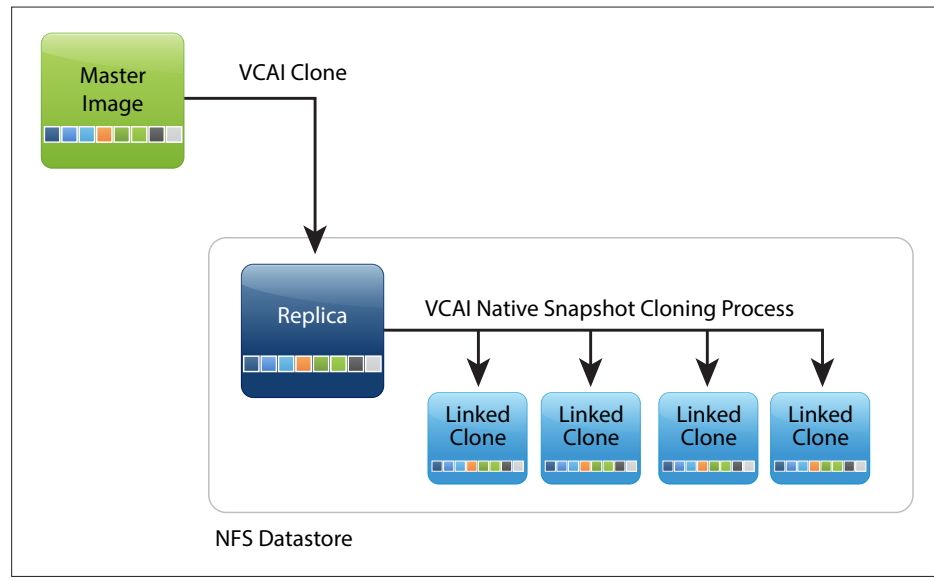 Master
Image
VCAI Clone
Replica
VCAI Native Snapshot Cloning Process
Linked
Clone
Linked
Clone
Linked
Clone
Linked
Clone
NFS Datastore